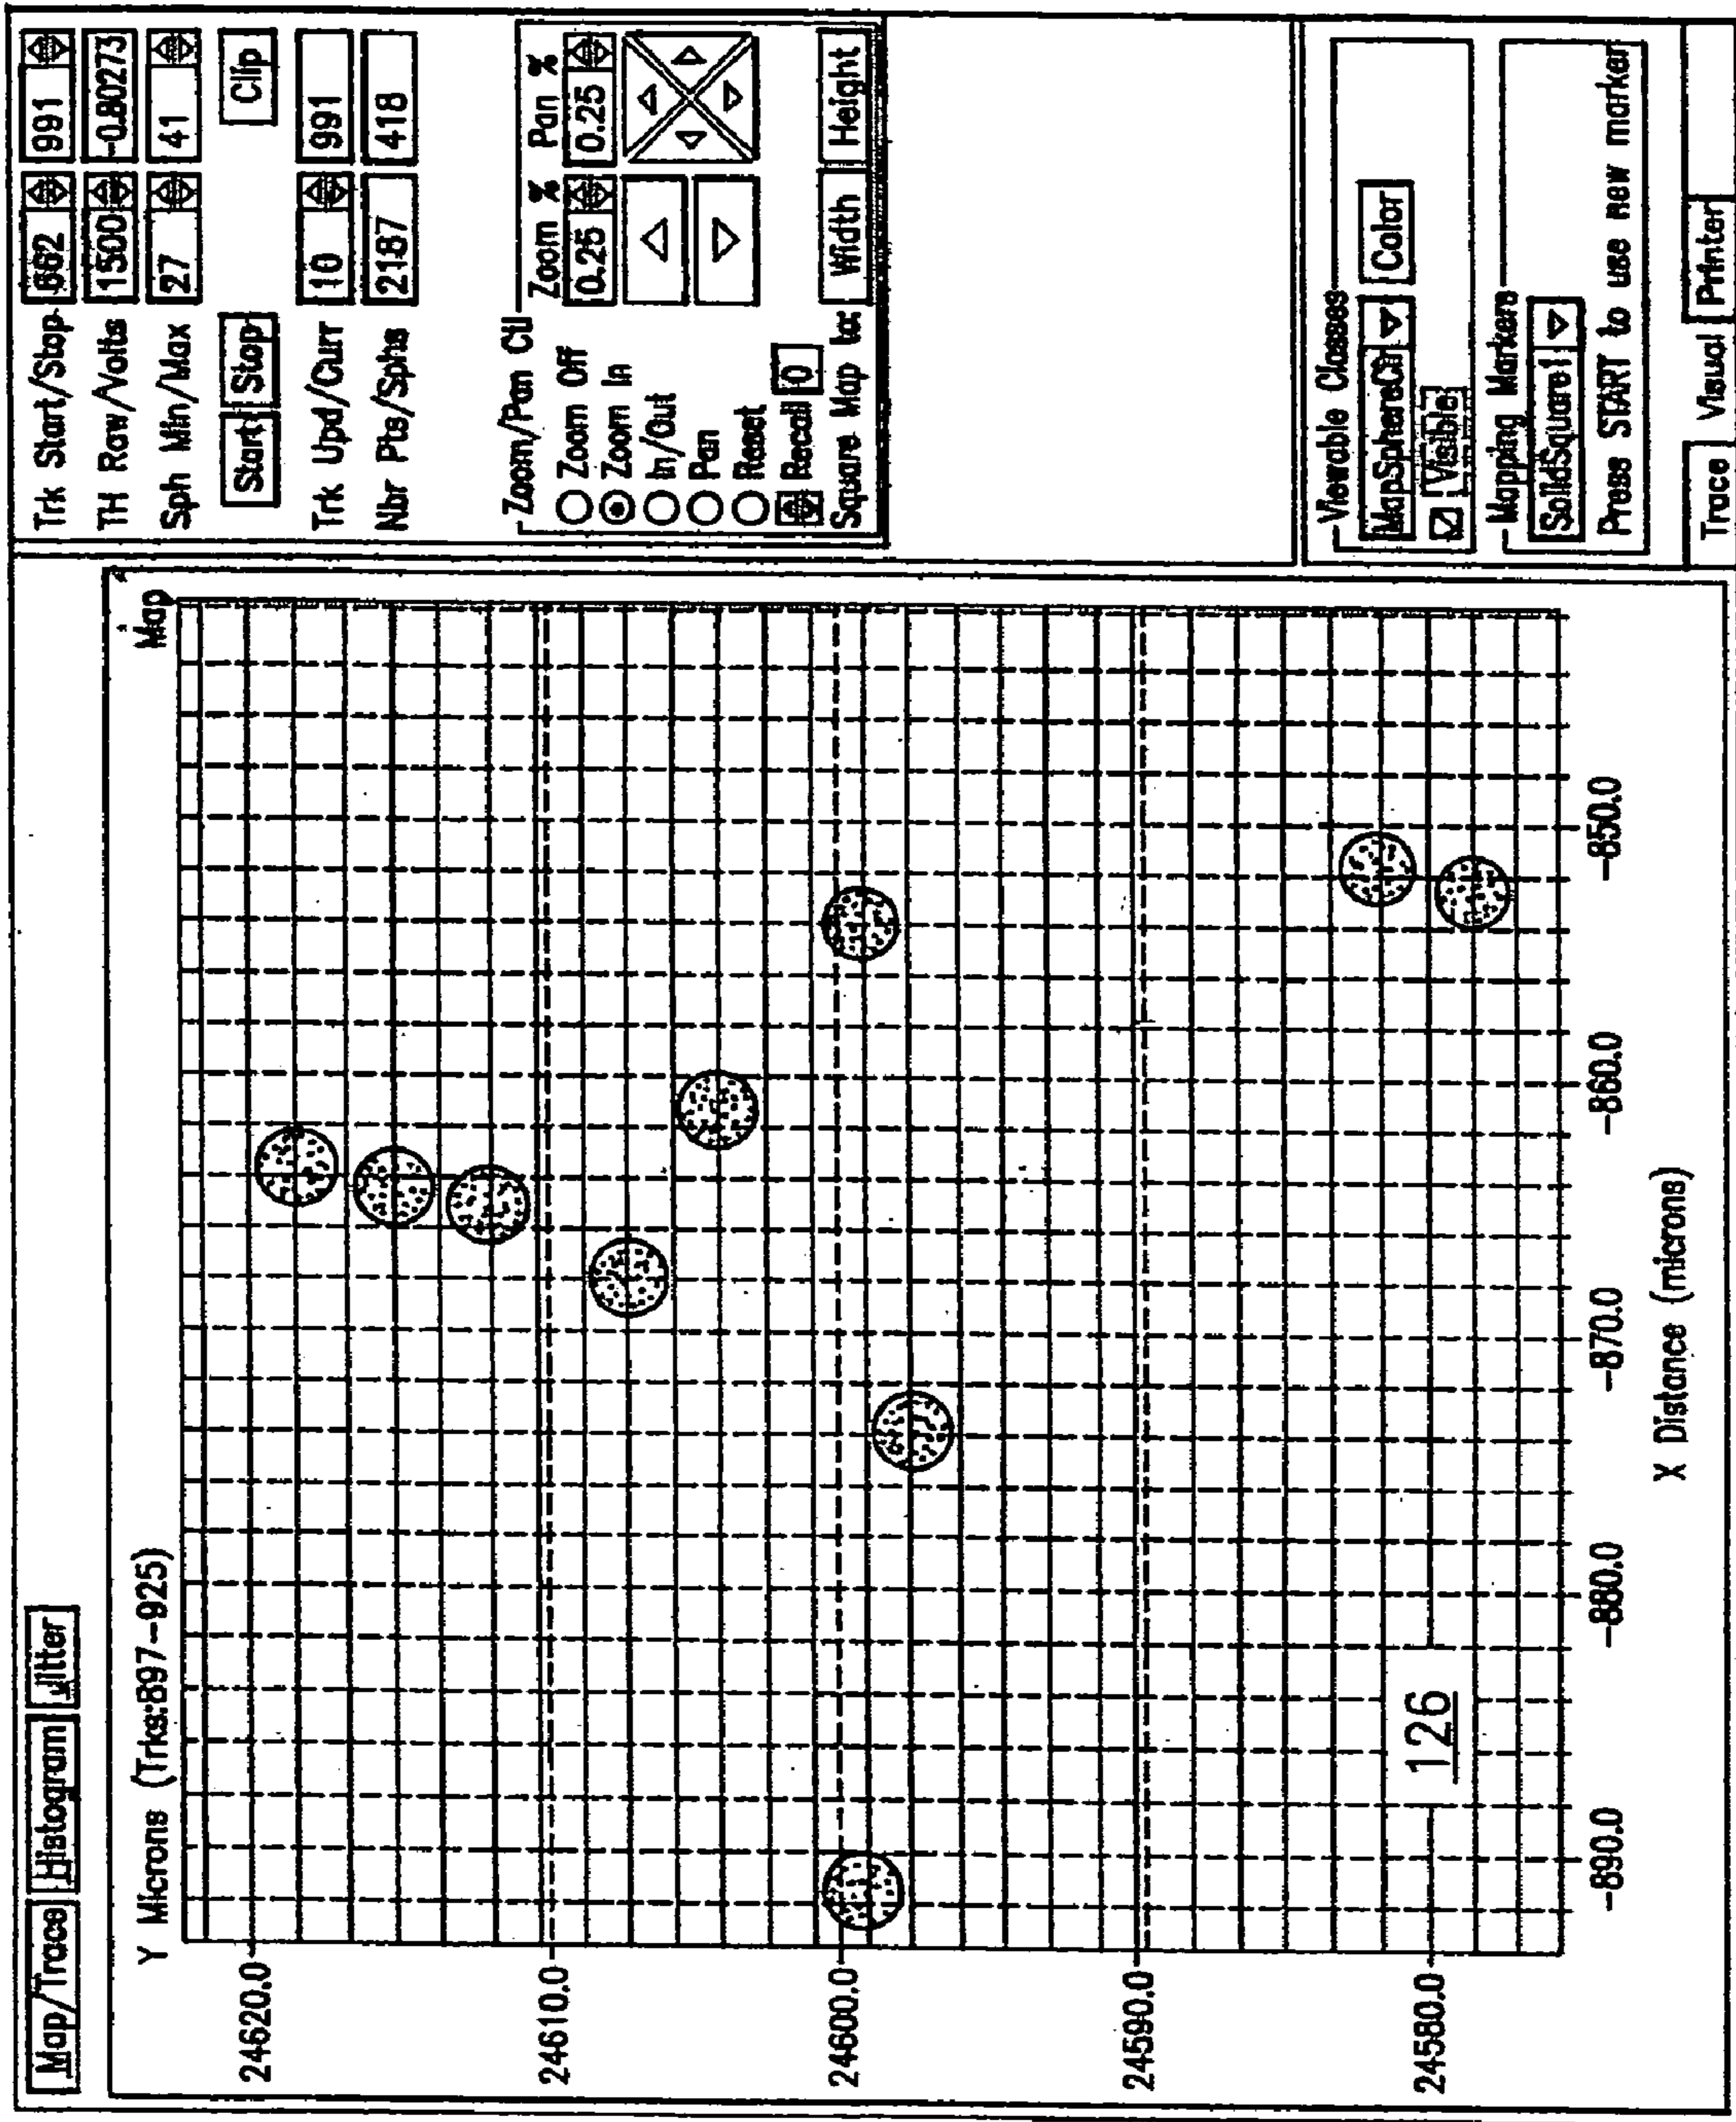 Map/Trace Histogram Jitter
Y Microns (Trks:897-925)
Map
24620.0
24610.0
24600.0
24590.0
24580.0
126
-890.0
-880.0
-870.0
-860.0
-850.0
X Distance (microns)
Trk Start/Stop 662 991
TH Raw/Volts 1500 -0.80273
Sph Min/Max 27 41
Start Stop Clip
Trk Upd/Curr 10 991
Nbr Pts/Sphs 2187 418
Zoom/Pan Ctl
Zoom % Pan %
0.25 0.25
Zoom Off
Zoom In
In/Out
Pan
Reset
Recall 0
Square Map to: Width Height
Viewable Classes
MapSphereCtr Color
Visible
Mapping Markers
SolidSquare1
Press START to use new marker
Trace Visual Printer